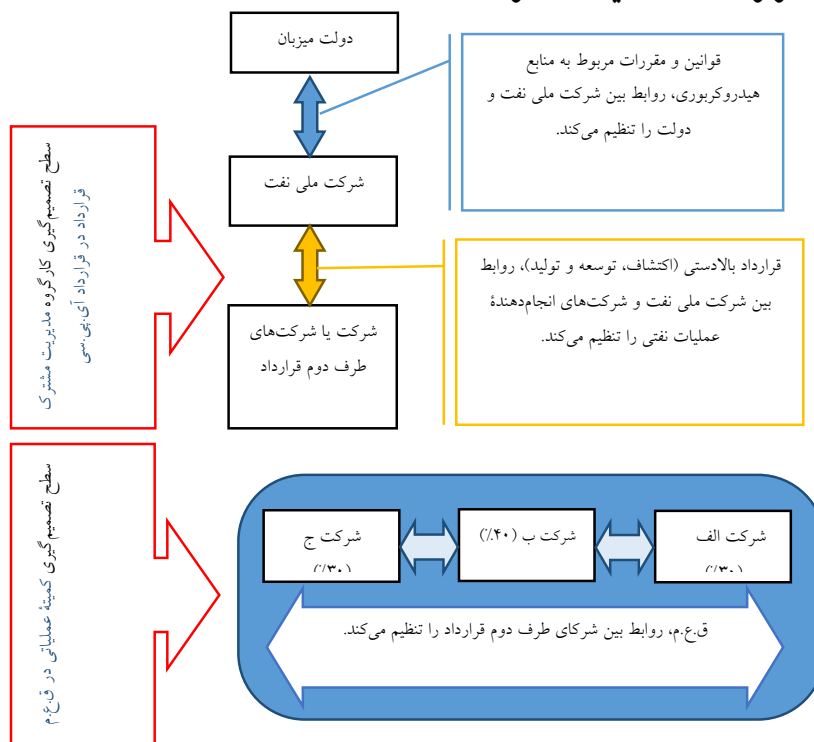 دولت میزبان
قوانین و مقررات مربوط به منابع
هیدروکربوری، روابط بین شرکت ملی نفت و
دولت را تنظیم می‌کند.
شرکت ملی نفت
سطح تصمیم‌گیری کارگروه مدیریت مشترک
قرارداد در قرارداد آی.پی.سی
قرارداد بالادستی (اکتشاف، توسعه و تولید)، روابط
بین شرکت ملی نفت و شرکت‌های انجام‌دهندۀ
عملیات نفتی را تنظیم می‌کند.
شرکت یا شرکت‌های
طرف دوم قرارداد
سطح تصمیم‌گیری کمیتۀ عملیاتی در ق.ع.م
شرکت الف
(۳۰٪)
شرکت ب (۴۰٪)
شرکت ج
(۳۰٪)
ق.ع.م، روابط بین شرکای طرف دوم قرارداد را تنظیم می‌کند.